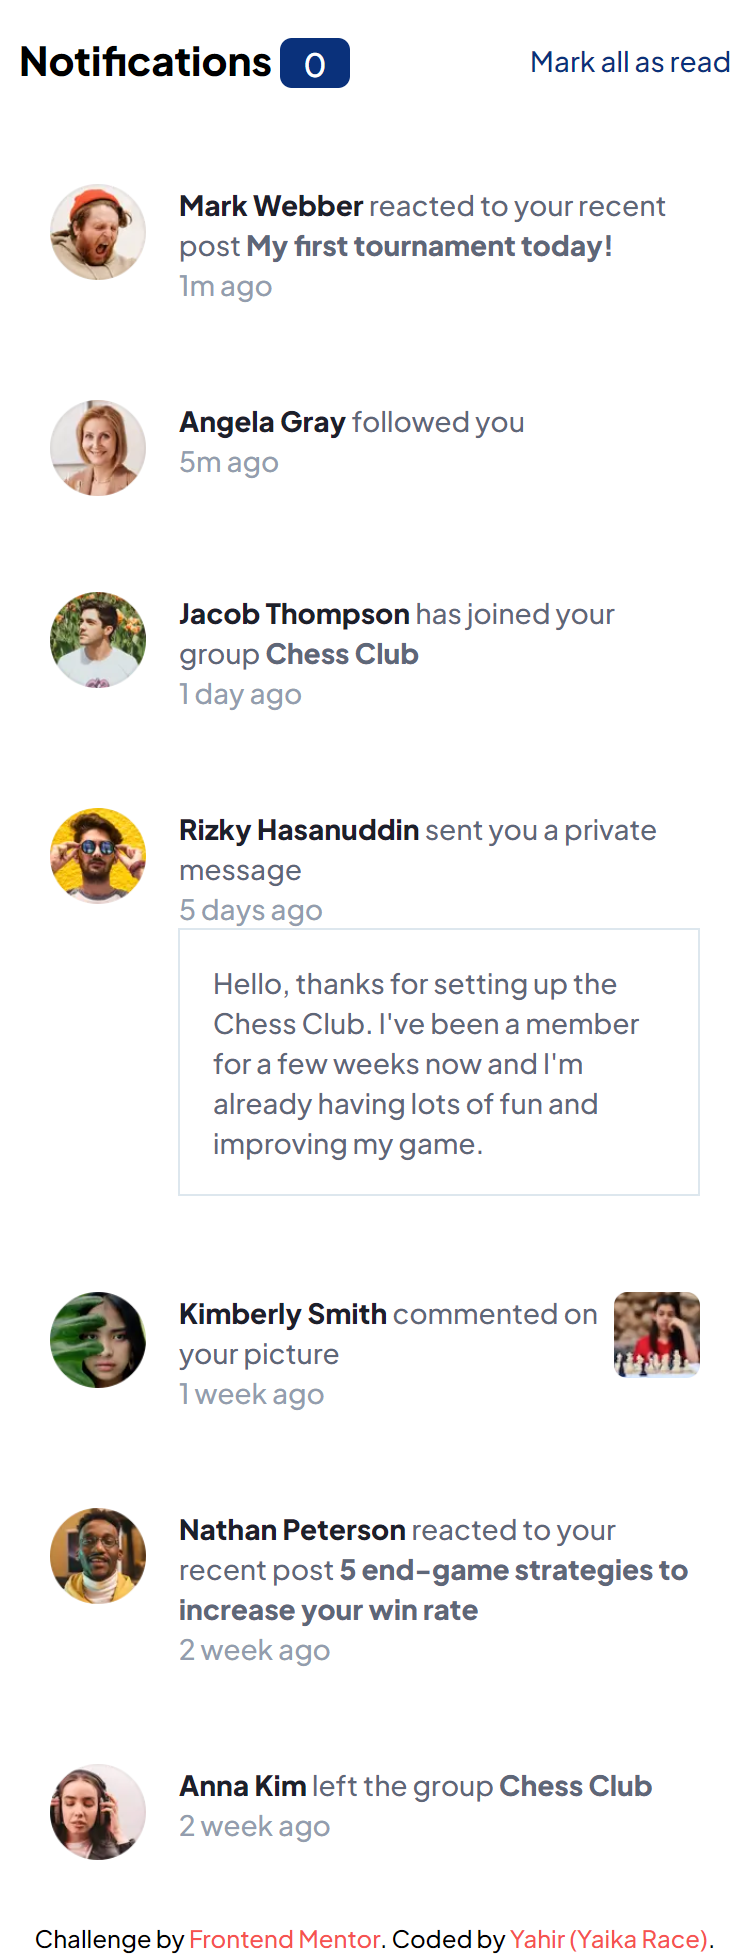 Notifications 0 Mark all as read
Mark Webber reacted to your recent
post My first tournament today!
1m ago
Angela Gray followed you
5m ago
Jacob Thompson has joined your
group Chess Club
1 day ago
Rizky Hasanuddin sent you a private
message
5 days ago
Hello, thanks for setting up the
Chess Club. I've been a member
for a few weeks now and I'm
already having lots of fun and
improving my game.
Kimberly Smith commented on
your picture
1 week ago
Nathan Peterson reacted to your
recent post 5 end-game strategies to
increase your win rate
2 week ago
Anna Kim left the group Chess Club
2 week ago
Challenge by Frontend Mentor. Coded by Yahir (Yaika Race).